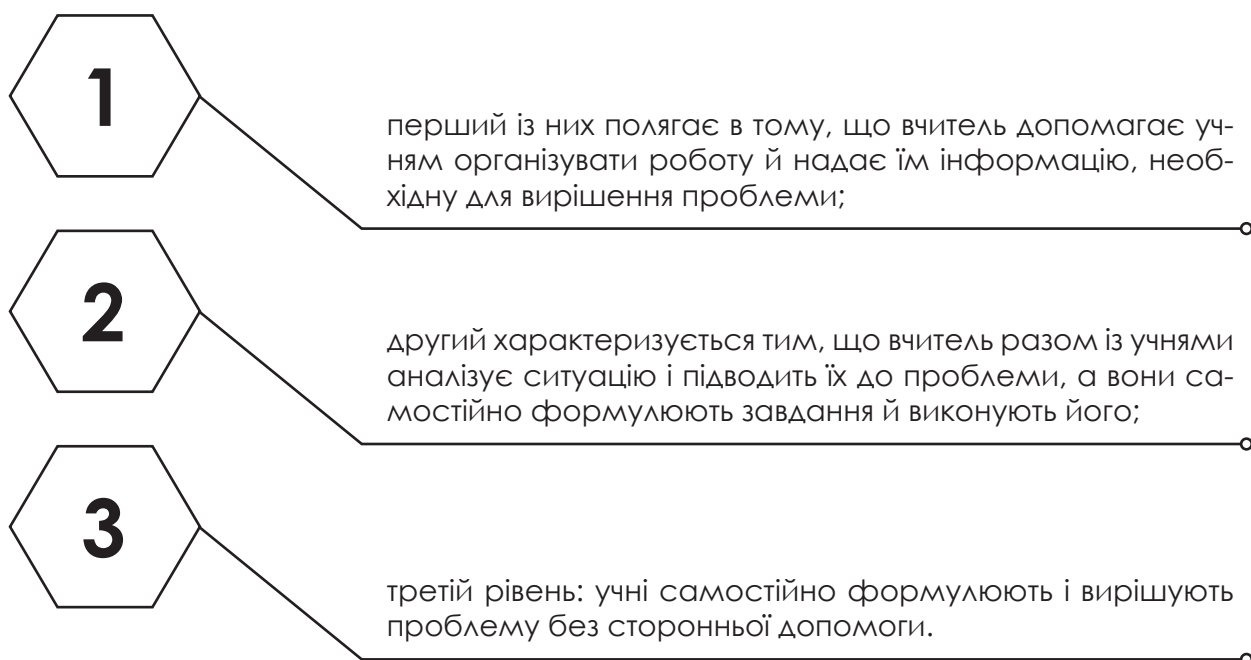 1
перший із них полягає в тому, що вчитель допомагає уч-
ням організувати роботу й надає їм інформацію, необ-
хідну для вирішення проблеми;
2
другий характеризується тим, що вчитель разом із учнями
аналізує ситуацію і підводить їх до проблеми, а вони са-
мостійно формулюють завдання й виконують його;
3
третій рівень: учні самостійно формулюють і вирішують
проблему без сторонньої допомоги.